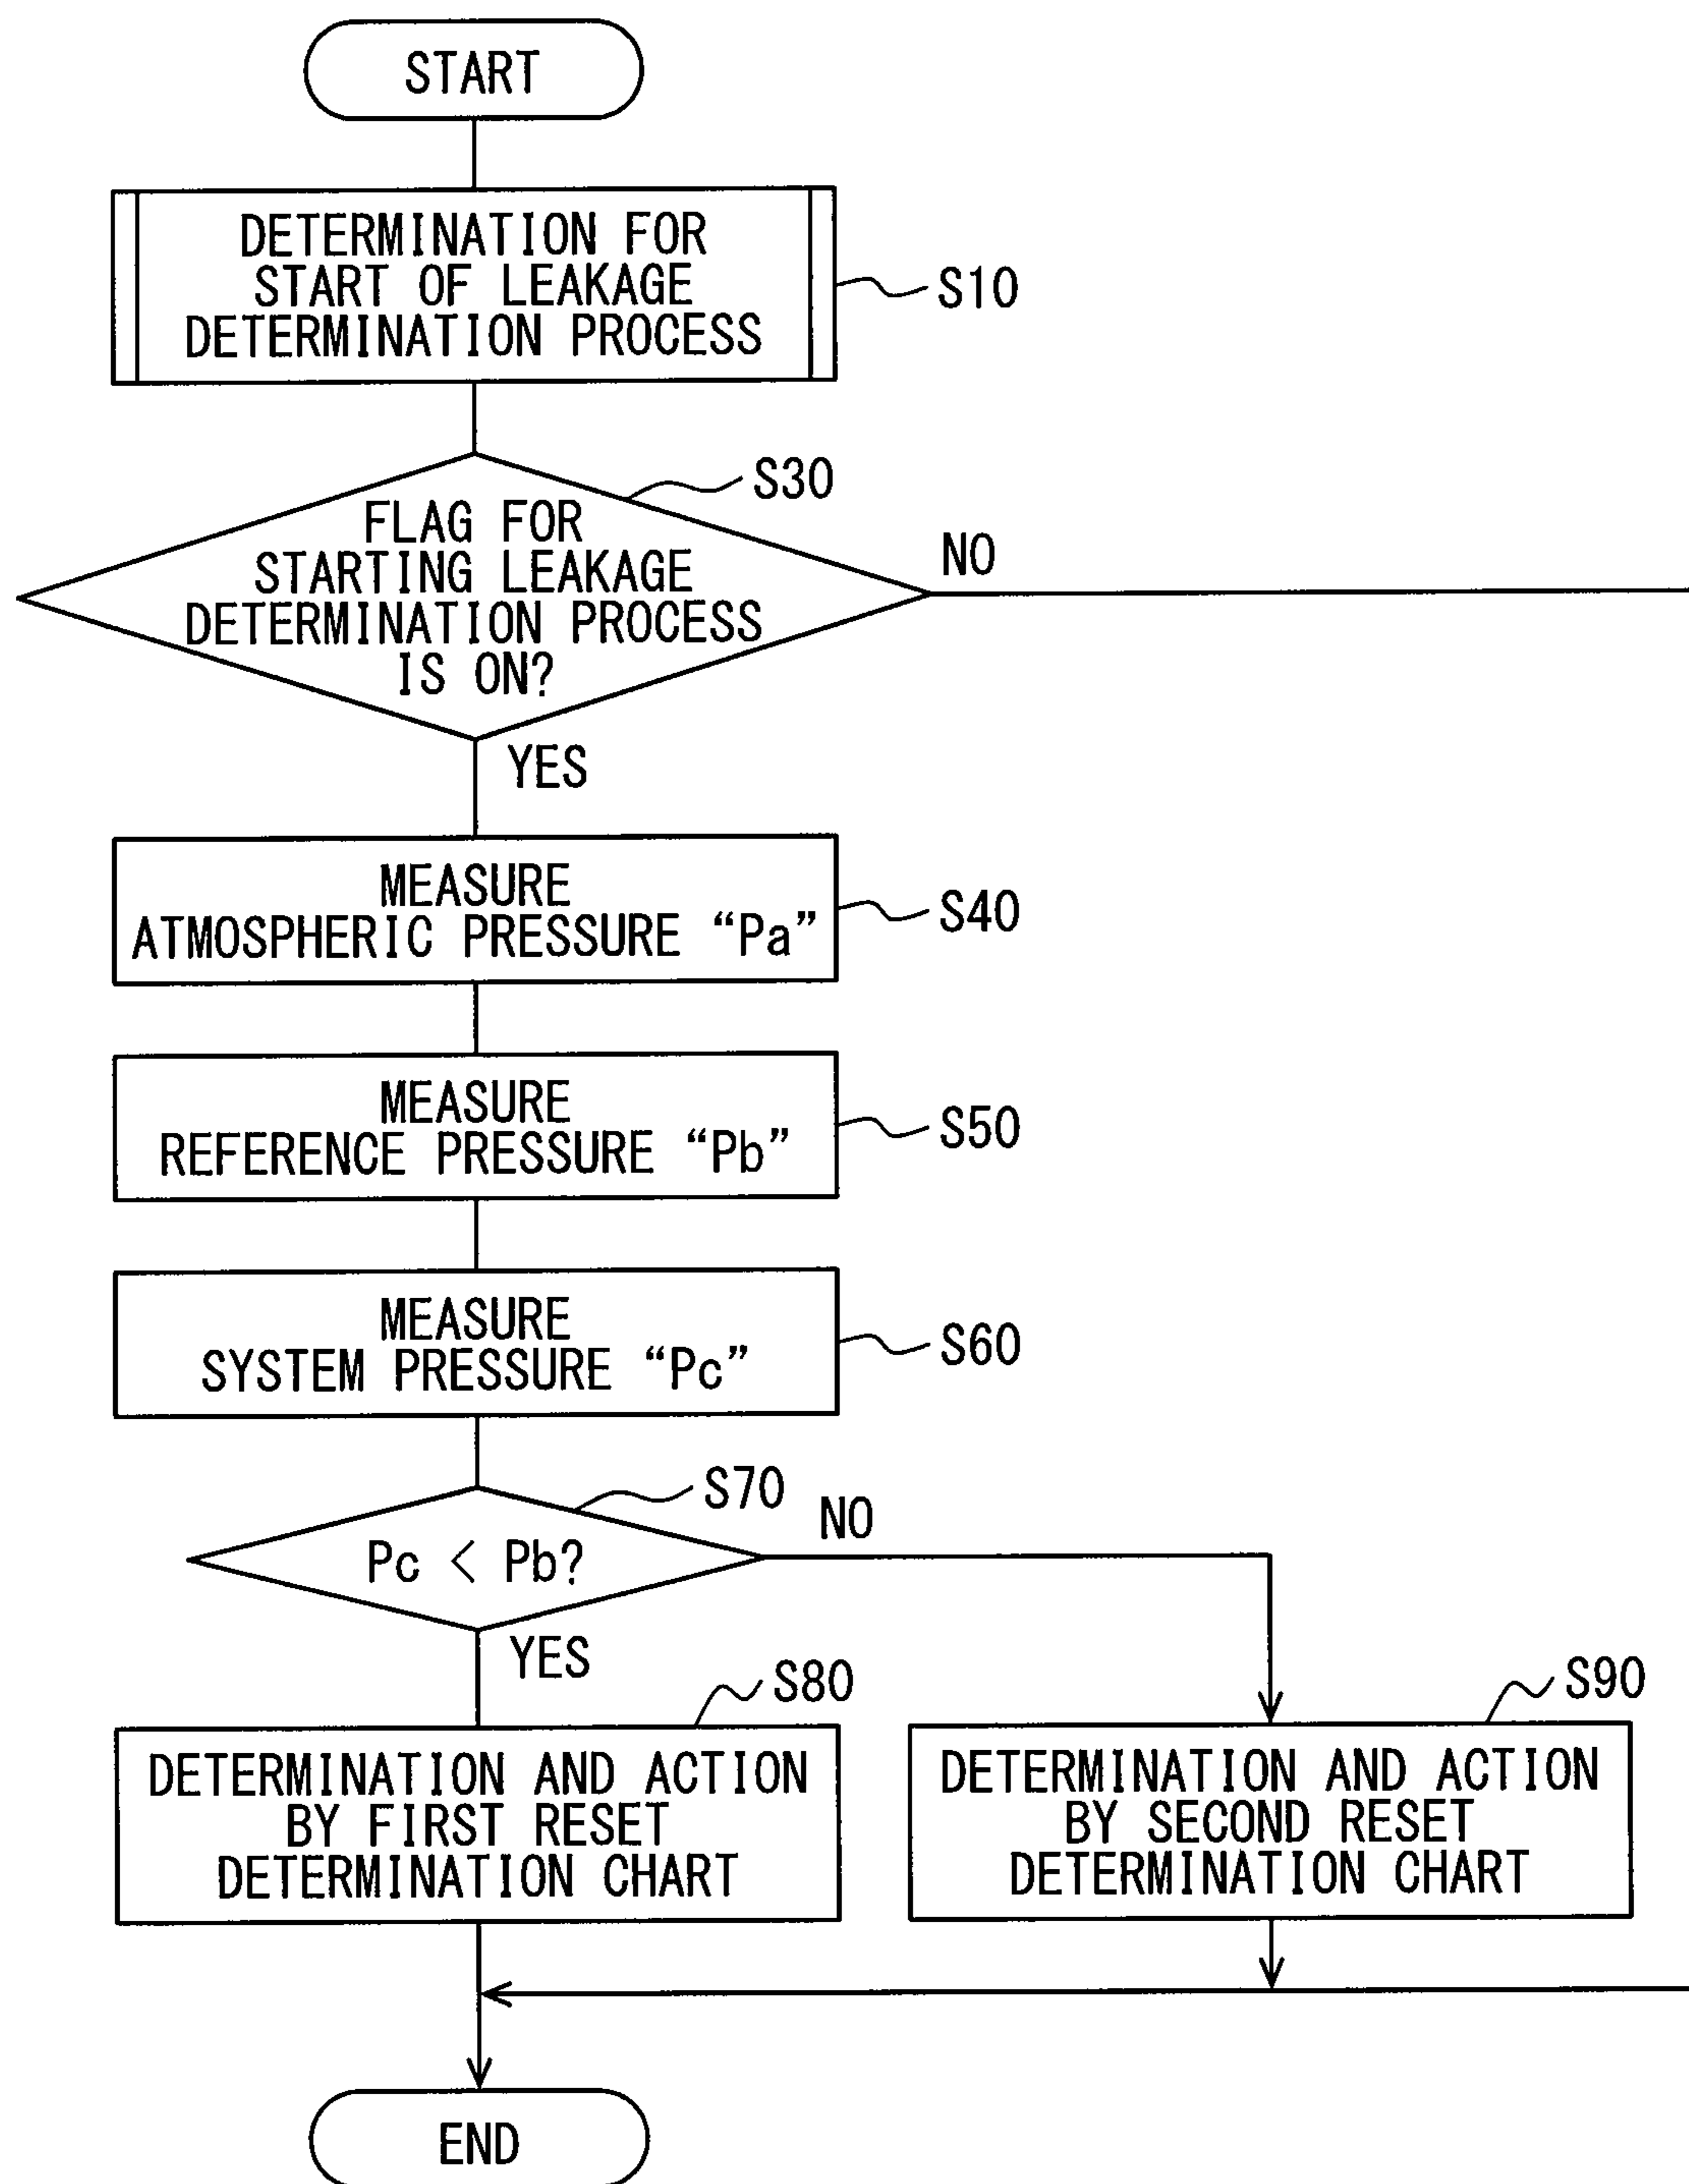 START
DETERMINATION FOR
START OF LEAKAGE
DETERMINATION PROCESS
S10
S30
FLAG FOR
STARTING LEAKAGE
DETERMINATION PROCESS
IS ON?
NO
YES
MEASURE
ATMOSPHERIC PRESSURE “Pa”
S40
MEASURE
REFERENCE PRESSURE “Pb”
S50
MEASURE
SYSTEM PRESSURE “Pc”
S60
S70
Pc < Pb?
NO
YES
S80
DETERMINATION AND ACTION
BY FIRST RESET
DETERMINATION CHART
S90
DETERMINATION AND ACTION
BY SECOND RESET
DETERMINATION CHART
END